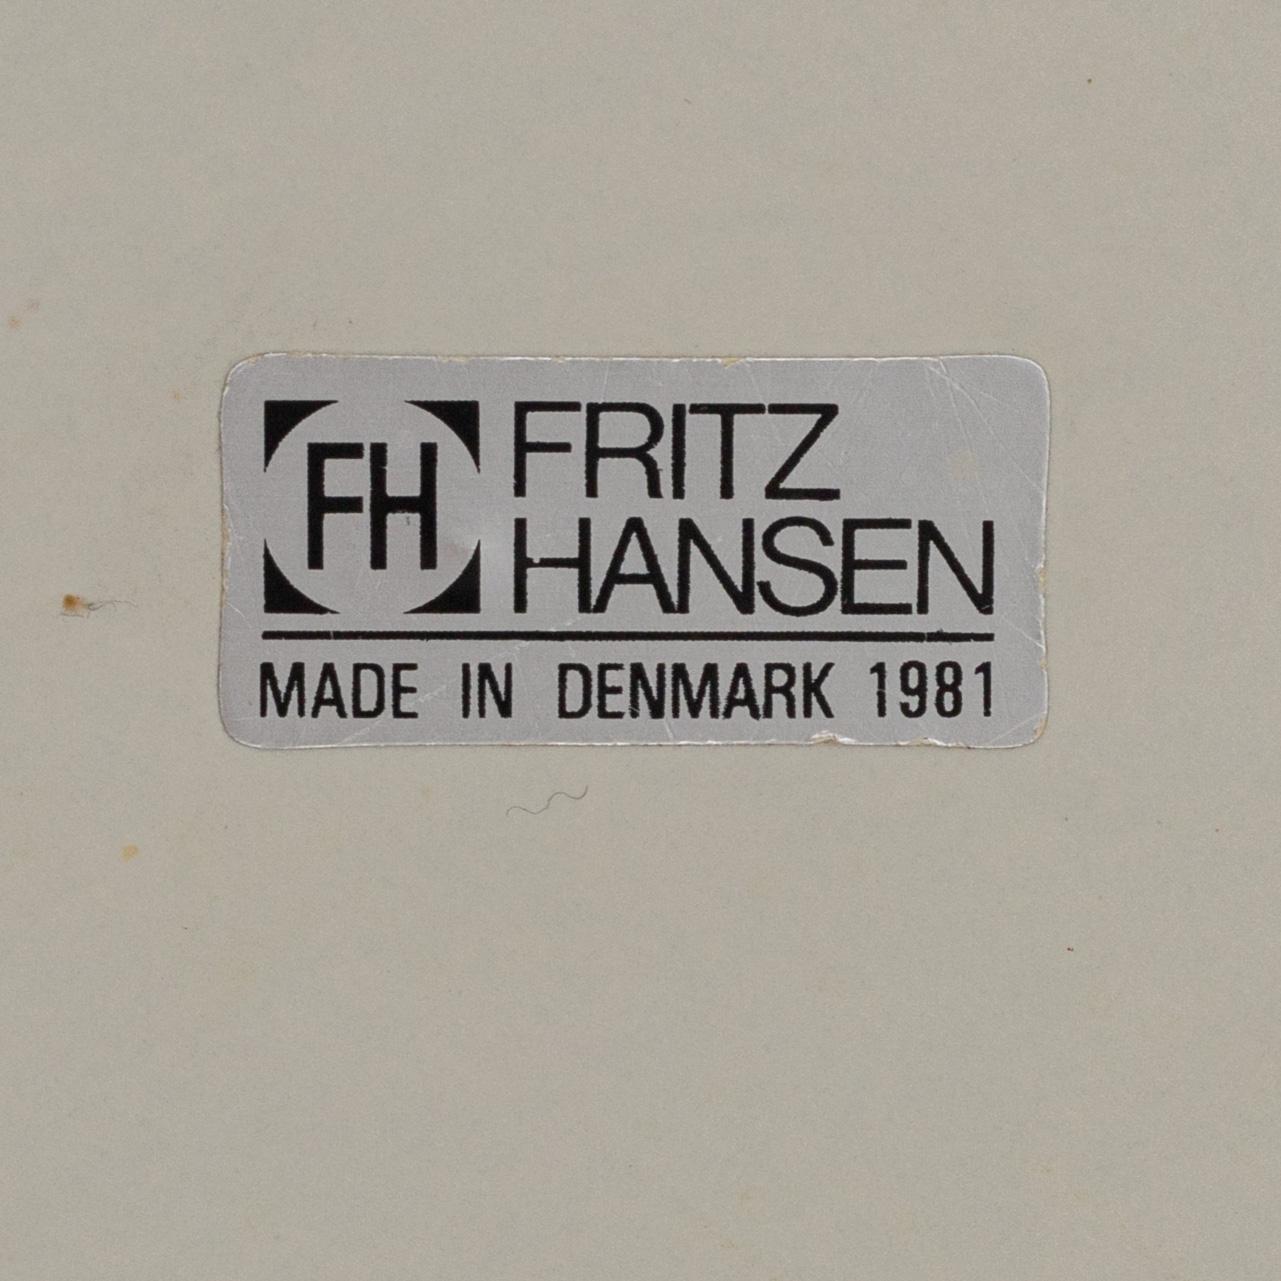 FH
FRITZ
HANSEN
MADE IN DENMARK 1981